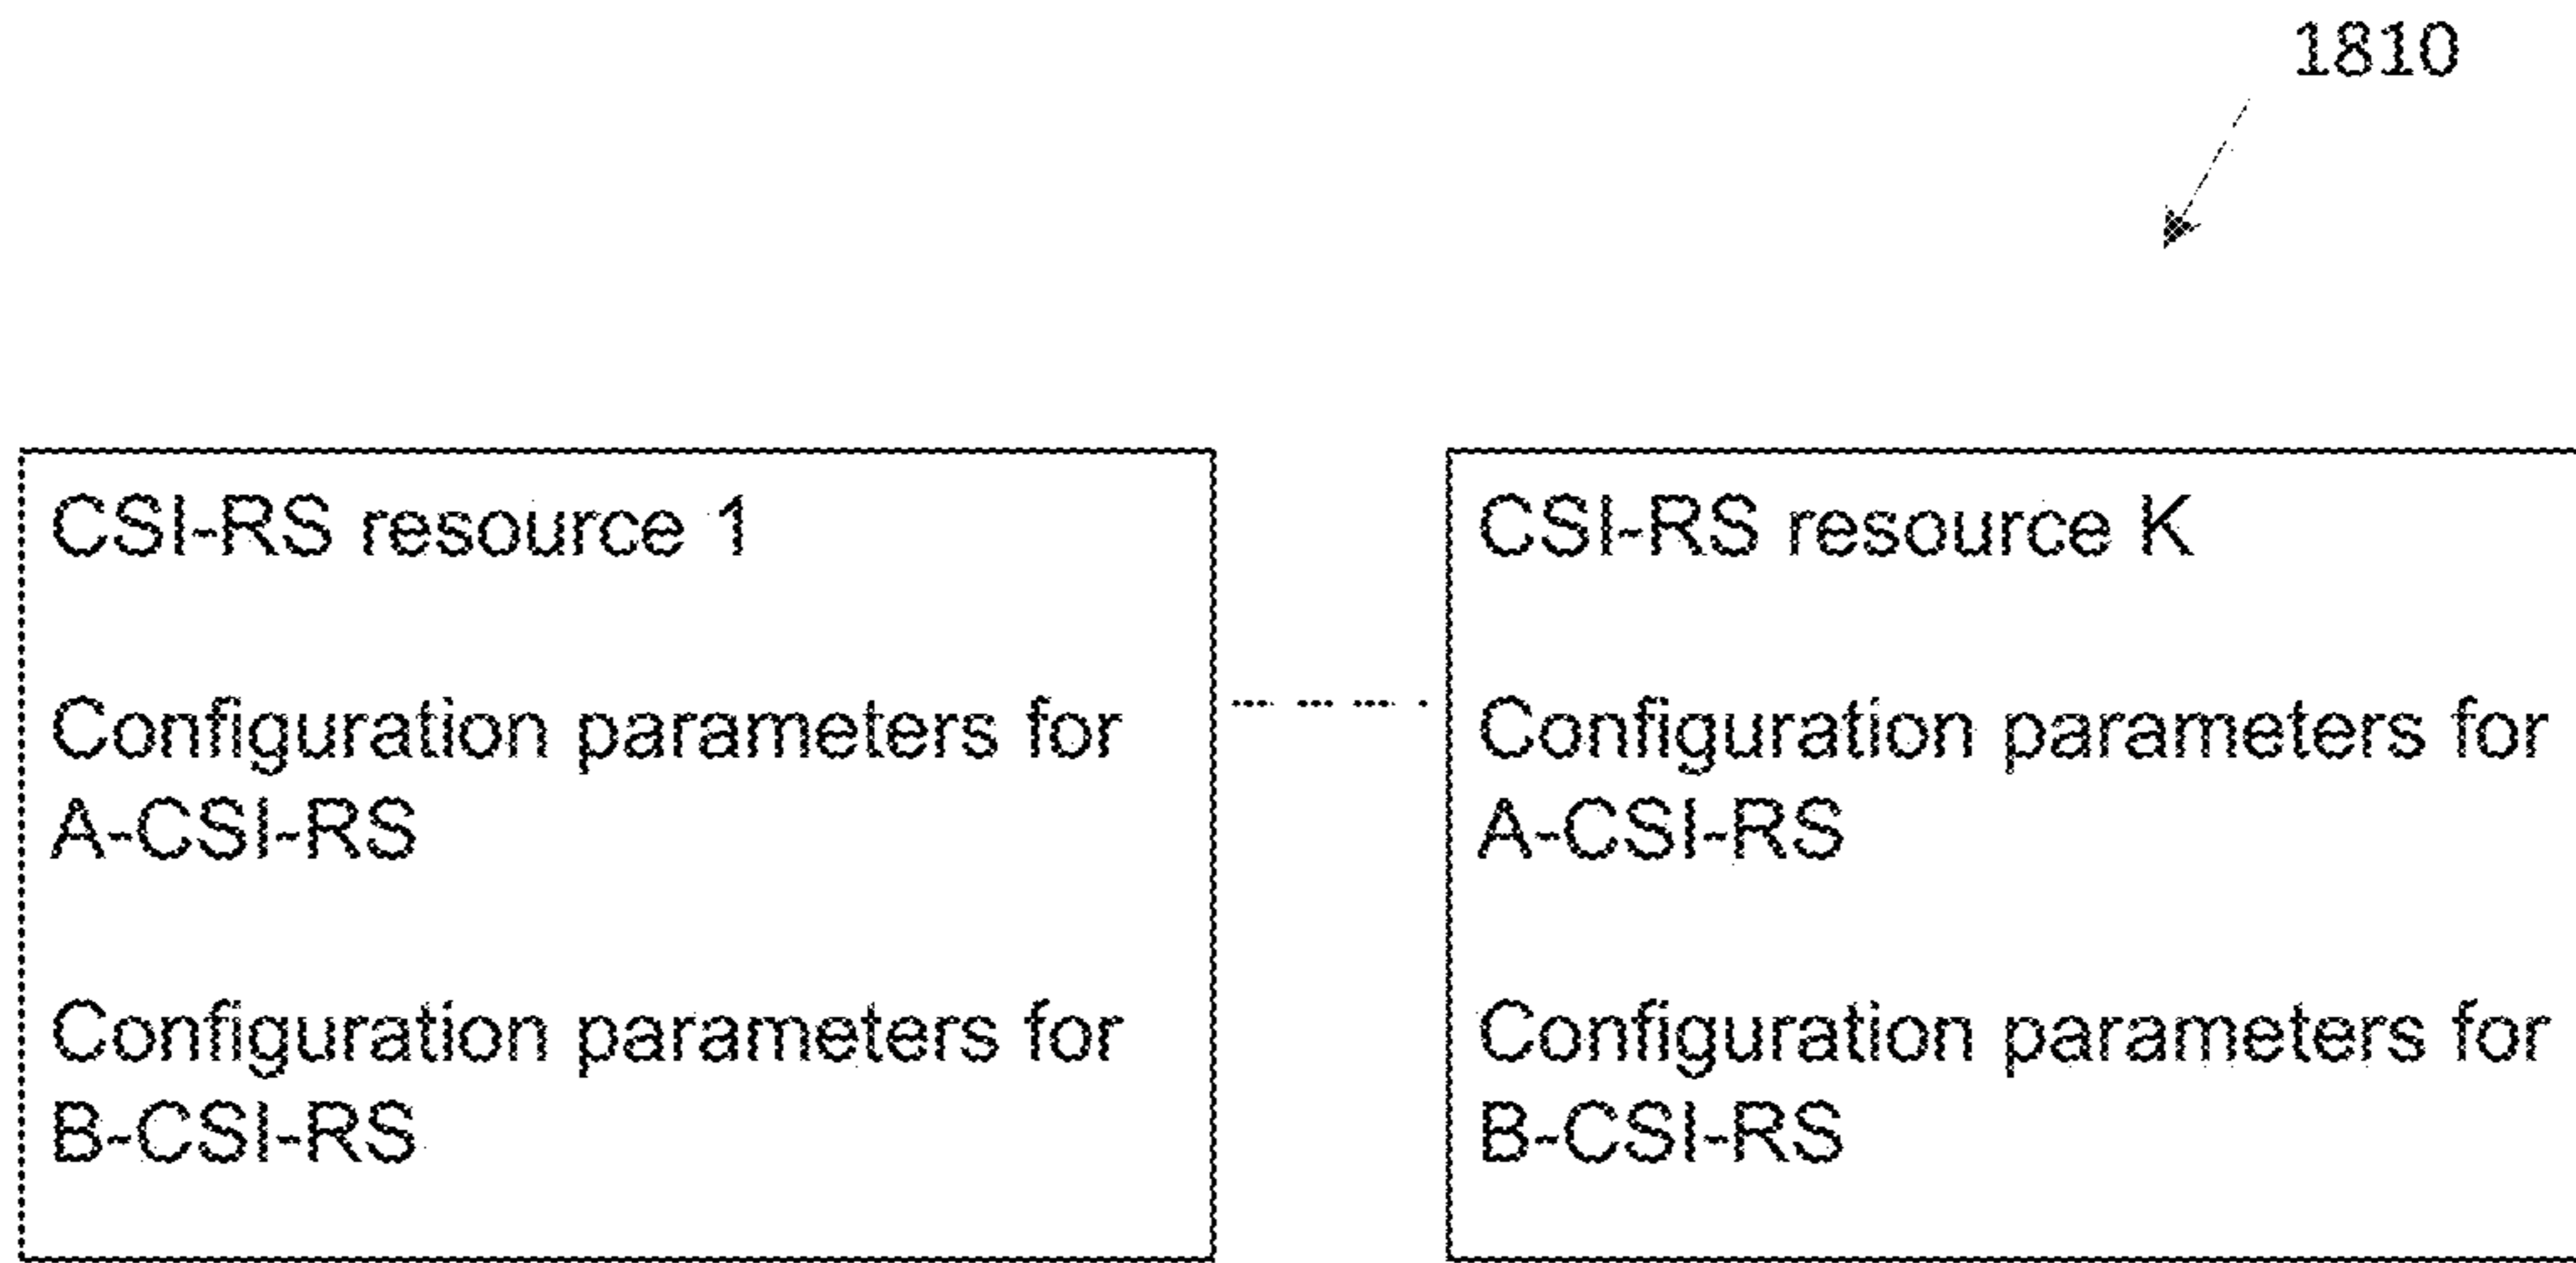 1810
CSI-RS resource 1
Configuration parameters for
A-CSI-RS
Configuration parameters for
B-CSI-RS
CSI-RS resource K
Configuration parameters for
A-CSI-RS
Configuration parameters for
B-CSI-RS